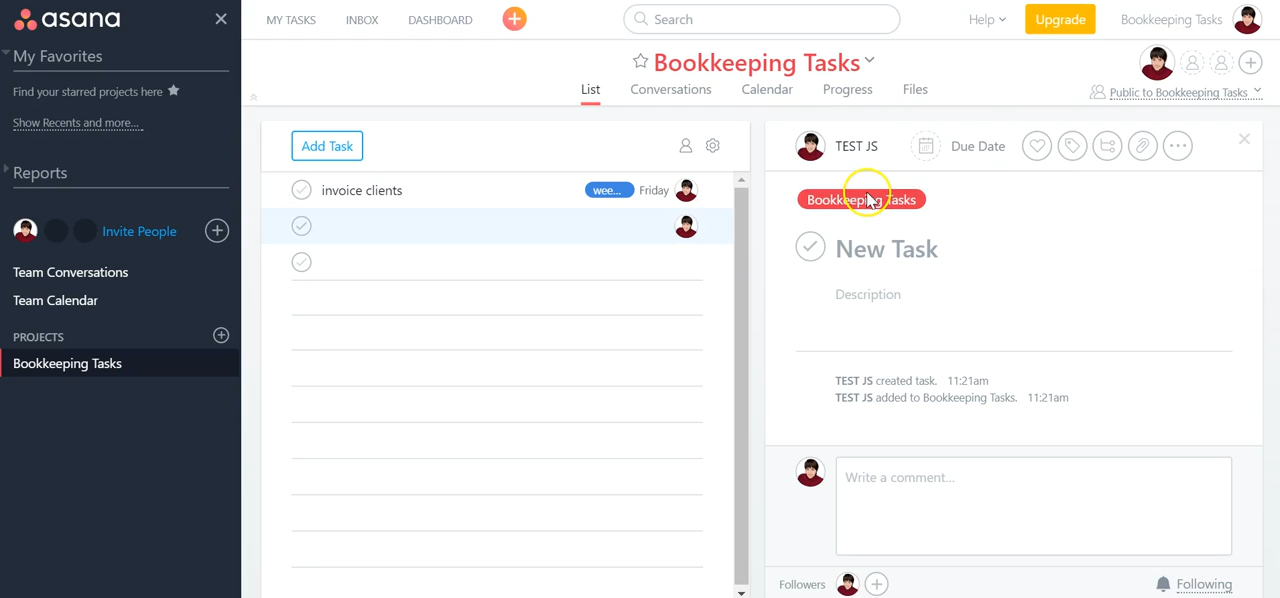 asana
MY TASKS INBOX DASHBOARD Search Help Upgrade Bookkeeping Tasks
My Favorites
Find your starred projects here
Show Recents and more...
Reports
Invite People
Team Conversations
Team Calendar
PROJECTS
Bookkeeping Tasks
Bookkeeping Tasks
List Conversations Calendar Progress Files
Public to Bookkeeping Tasks
Add Task
invoice clients wee... Friday
TEST JS Due Date
Bookkeeping Tasks
New Task
Description
TEST JS created task. 11:21am
TEST JS added to Bookkeeping Tasks. 11:21am
Write a comment...
Followers Following